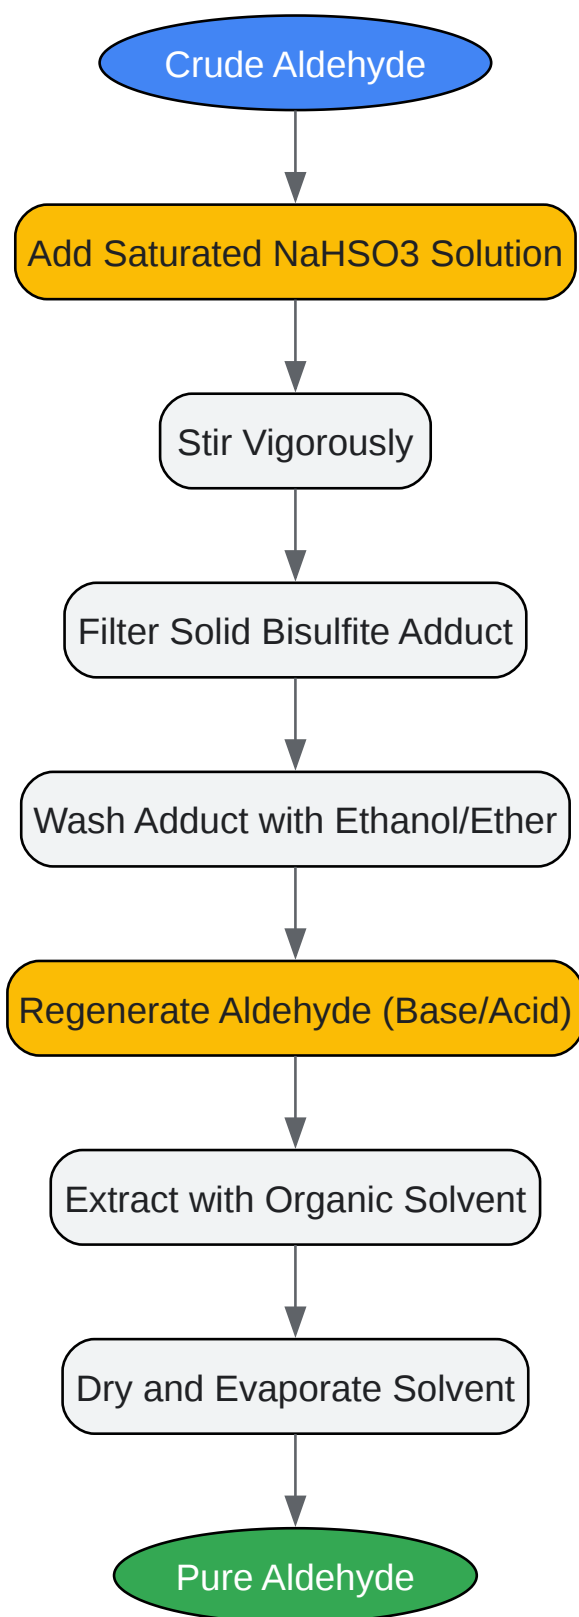 Crude Aldehyde
Add Saturated NaHSO3 Solution
Stir Vigorously
Filter Solid Bisulfite Adduct
Wash Adduct with Ethanol/Ether
Regenerate Aldehyde (Base/Acid)
Extract with Organic Solvent
Dry and Evaporate Solvent
Pure Aldehyde